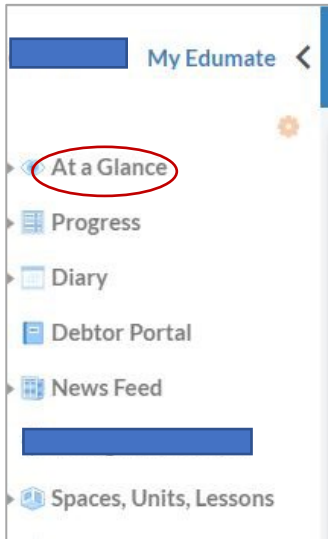 My Edumate
At a Glance
Progress
Diary
Debtor Portal
News Feed
Spaces, Units, Lessons